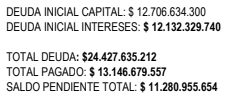 DEUDA INICIAL CAPITAL: $ 12.706.634.300
DEUDA INICIAL INTERESES: $ 12.132.329.740
TOTAL DEUDA: $24.427.635.212
TOTAL PAGADO: $ 13.146.679.557
SALDO PENDIENTE TOTAL: $ 11.280.955.654